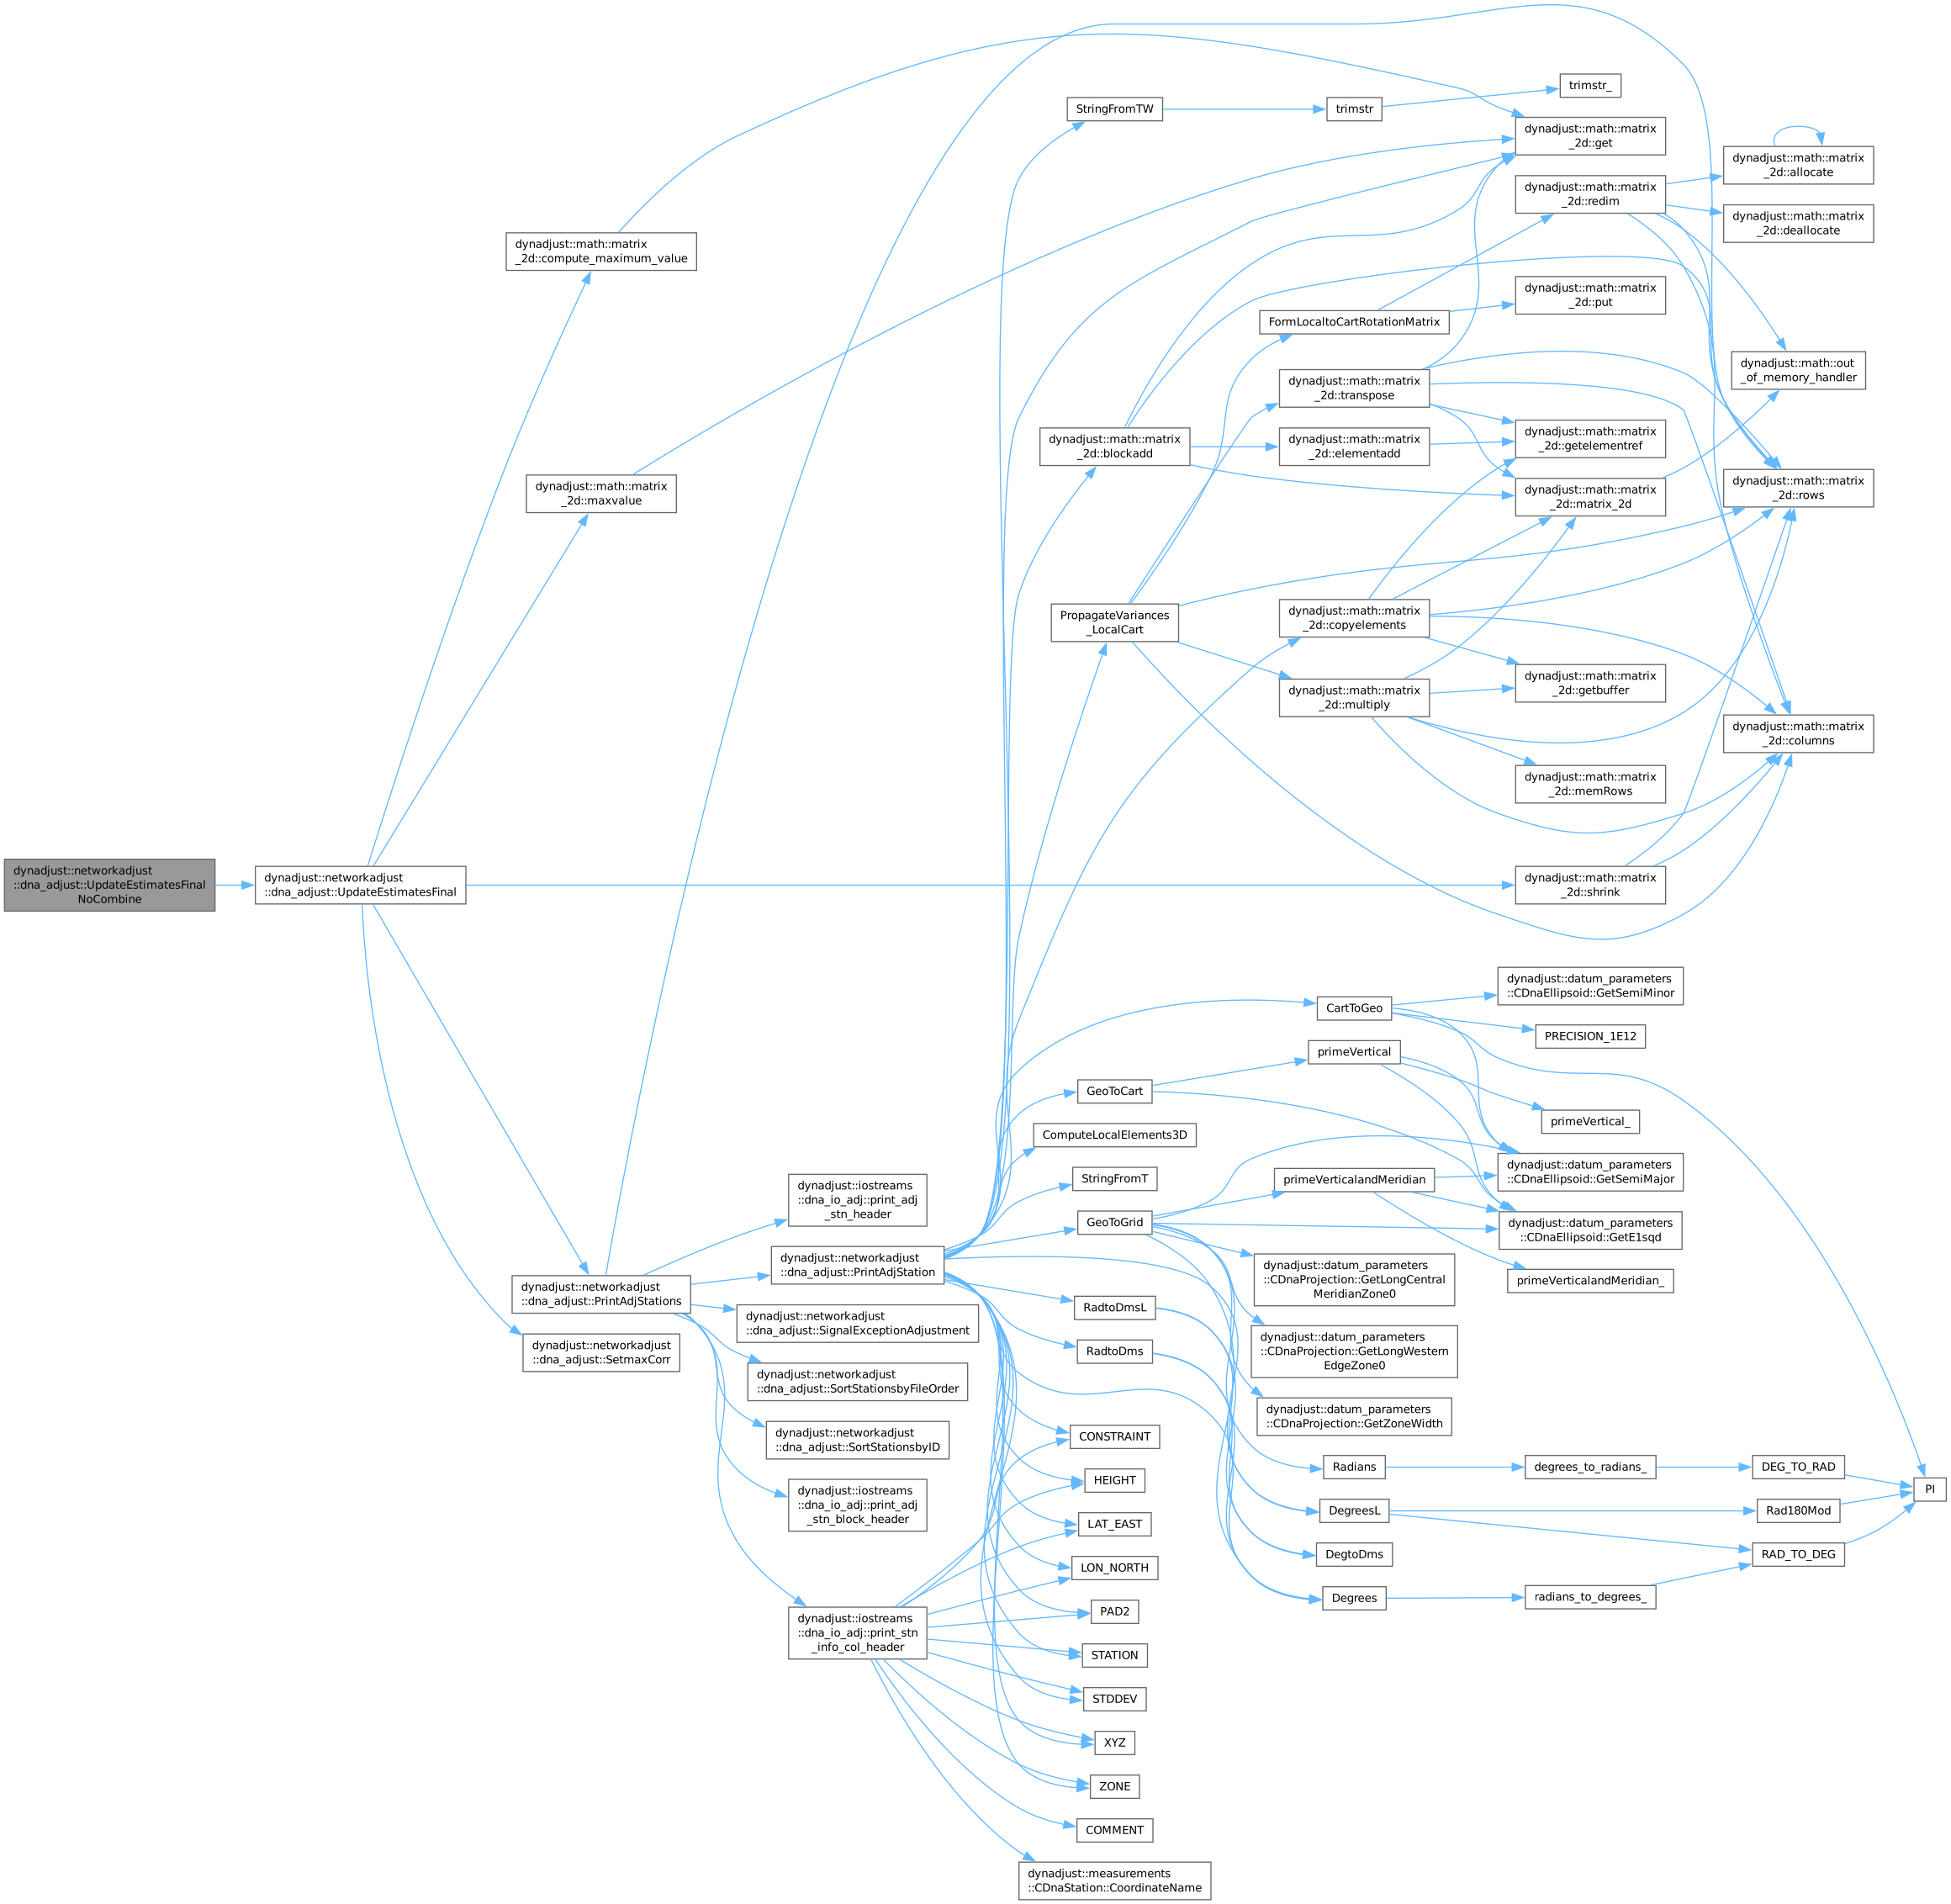 dynadjust::networkadjust
::dna_adjust::UpdateEstimatesFinal
NoCombine
dynadjust::networkadjust
::dna_adjust::UpdateEstimatesFinal
dynadjust::math::matrix
_2d::compute_maximum_value
dynadjust::math::matrix
_2d::maxvalue
dynadjust::networkadjust
::dna_adjust::PrintAdjStations
dynadjust::networkadjust
::dna_adjust::SetmaxCorr
dynadjust::iostreams
::dna_io_adj::print_adj
_stn_header
dynadjust::networkadjust
::dna_adjust::PrintAdjStation
dynadjust::networkadjust
::dna_adjust::SignalExceptionAdjustment
dynadjust::networkadjust
::dna_adjust::SortStationsbyFileOrder
dynadjust::networkadjust
::dna_adjust::SortStationsbyID
dynadjust::iostreams
::dna_io_adj::print_adj
_stn_block_header
dynadjust::iostreams
::dna_io_adj::print_stn
_info_col_header
StringFromTW
dynadjust::math::matrix
_2d::blockadd
PropagateVariances
_LocalCart
GeoToCart
ComputeLocalElements3D
StringFromT
GeoToGrid
RadtoDmsL
RadtoDms
CONSTRAINT
HEIGHT
LAT_EAST
LON_NORTH
PAD2
STATION
STDDEV
XYZ
ZONE
COMMENT
dynadjust::measurements
::CDnaStation::CoordinateName
trimstr
FormLocaltoCartRotationMatrix
dynadjust::math::matrix
_2d::transpose
dynadjust::math::matrix
_2d::elementadd
dynadjust::math::matrix
_2d::copyelements
dynadjust::math::matrix
_2d::multiply
CartToGeo
primeVertical
primeVerticalandMeridian
dynadjust::datum_parameters
::CDnaProjection::GetLongCentral
MeridianZone0
dynadjust::datum_parameters
::CDnaProjection::GetLongWestern
EdgeZone0
dynadjust::datum_parameters
::CDnaProjection::GetZoneWidth
Radians
DegreesL
DegtoDms
Degrees
trimstr_
dynadjust::math::matrix
_2d::get
dynadjust::math::matrix
_2d::redim
dynadjust::math::matrix
_2d::put
dynadjust::math::matrix
_2d::getelementref
dynadjust::math::matrix
_2d::matrix_2d
dynadjust::math::matrix
_2d::getbuffer
dynadjust::math::matrix
_2d::memRows
dynadjust::math::matrix
_2d::shrink
dynadjust::datum_parameters
::CDnaEllipsoid::GetSemiMinor
PRECISION_1E12
primeVertical_
dynadjust::datum_parameters
::CDnaEllipsoid::GetSemiMajor
dynadjust::datum_parameters
::CDnaEllipsoid::GetE1sqd
primeVerticalandMeridian_
degrees_to_radians_
radians_to_degrees_
dynadjust::math::matrix
_2d::allocate
dynadjust::math::matrix
_2d::deallocate
dynadjust::math::out
_of_memory_handler
dynadjust::math::matrix
_2d::rows
dynadjust::math::matrix
_2d::columns
DEG_TO_RAD
Rad180Mod
RAD_TO_DEG
PI